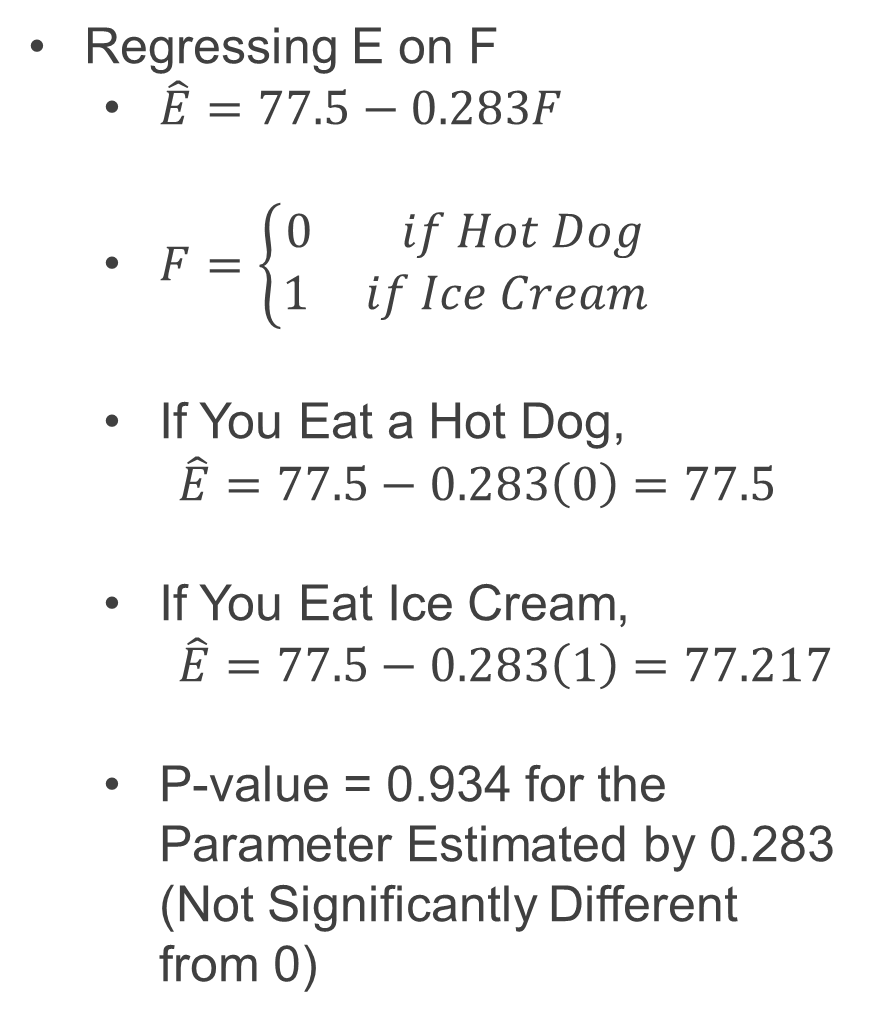 • Regressing E on F
• Ê = 77.5 − 0.283F
• F = {0 if Hot Dog
1 if Ice Cream
• If You Eat a Hot Dog,
Ê = 77.5 − 0.283(0) = 77.5
• If You Eat Ice Cream,
Ê = 77.5 − 0.283(1) = 77.217
• P-value = 0.934 for the
Parameter Estimated by 0.283
(Not Significantly Different
from 0)